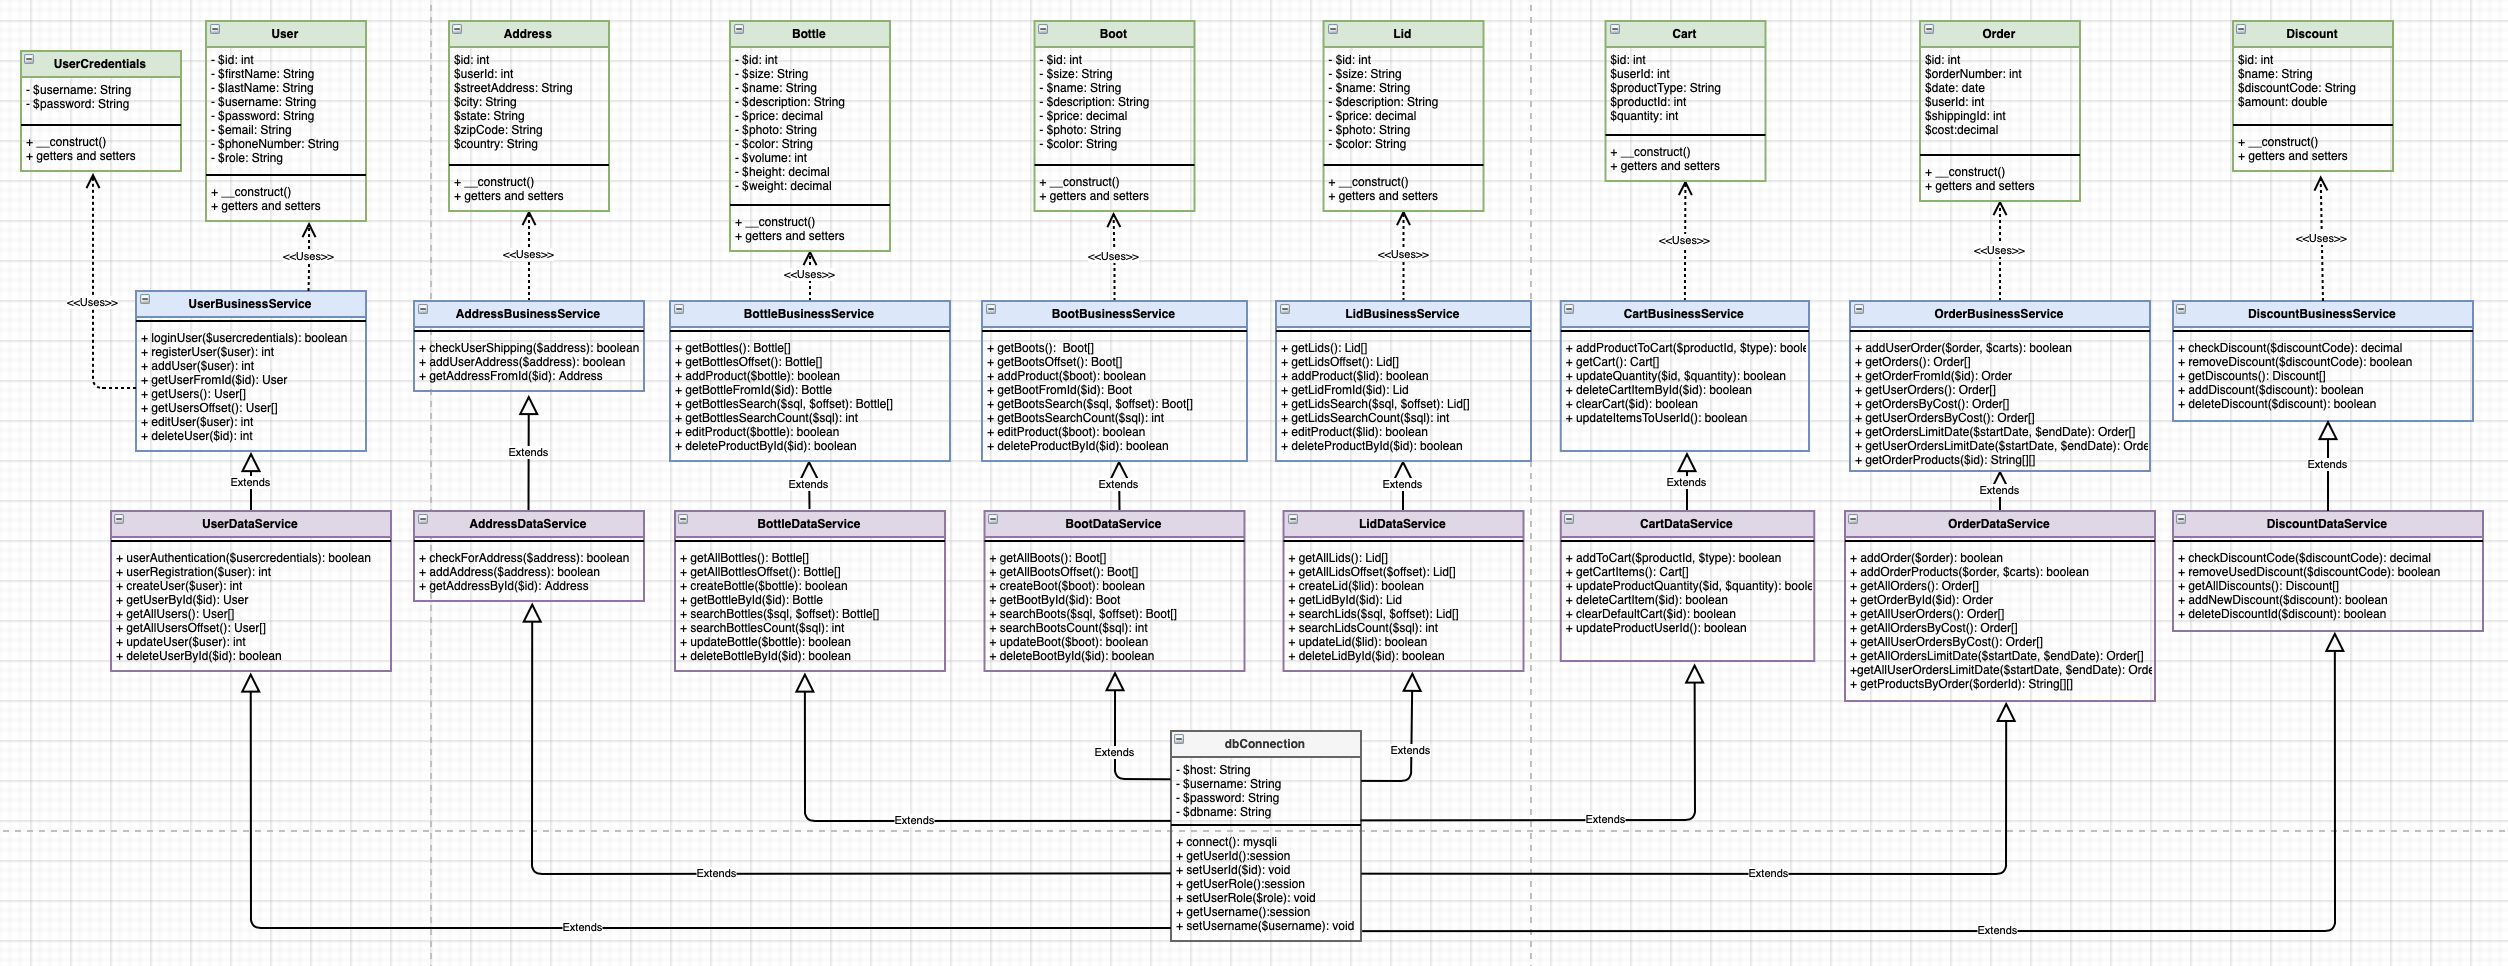 UserCredentials
- $username: String
- $password: String
+ __construct()
+ getters and setters
User
- $id: int
- $firstName: String
- $lastName: String
- $username: String
- $password: String
- $email: String
- $phoneNumber: String
- $role: String
+ __construct()
+ getters and setters
Address
$id: int
$userId: int
$streetAddress: String
$city: String
$state: String
$zipCode: String
$country: String
+ __construct()
+ getters and setters
Bottle
- $id: int
- $size: String
- $name: String
- $description: String
- $price: decimal
- $photo: String
- $color: String
- $volume: int
- $height: decimal
- $weight: decimal
+ __construct()
+ getters and setters
Boot
- $id: int
- $size: String
- $name: String
- $description: String
- $price: decimal
- $photo: String
- $color: String
+ __construct()
+ getters and setters
Lid
- $id: int
- $size: String
- $name: String
- $description: String
- $price: decimal
- $photo: String
- $color: String
+ __construct()
+ getters and setters
Cart
$id: int
$userId: int
$productType: String
$productId: int
$quantity: int
+ __construct()
+ getters and setters
Order
$id: int
$orderNumber: int
$date: date
$userId: int
$shippingId: int
$cost:decimal
+ __construct()
+ getters and setters
Discount
$id: int
$name: String
$discountCode: String
$amount: double
+ __construct()
+ getters and setters
<<Uses>>
<<Uses>>
<<Uses>>
<<Uses>>
<<Uses>>
<<Uses>>
<<Uses>>
<<Uses>>
<<Uses>>
UserBusinessService
+ loginUser($usercredentials): boolean
+ registerUser($user): int
+ addUser($user): int
+ getUserFromId($id): User
+ getUsers(): User[]
+ getUsersOffset(): User[]
+ editUser($user): int
+ deleteUser($id): int
AddressBusinessService
+ checkUserShipping($address): boolean
+ addUserAddress($address): boolean
+ getAddressFromId($id): Address
BottleBusinessService
+ getBottles(): Bottle[]
+ getBottlesOffset(): Bottle[]
+ addProduct($bottle): boolean
+ getBottleFromId($id): Bottle
+ getBottlesSearch($sql, $offset): Bottle[]
+ getBottlesSearchCount($sql): int
+ editProduct($bottle): boolean
+ deleteProductById($id): boolean
BootBusinessService
+ getBoots():  Boot[]
+ getBootsOffset(): Boot[]
+ addProduct($boot): boolean
+ getBootFromId($id): Boot
+ getBootsSearch($sql, $offset): Boot[]
+ getBootsSearchCount($sql): int
+ editProduct($boot): boolean
+ deleteProductById($id): boolean
LidBusinessService
+ getLids(): Lid[]
+ getLidsOffset(): Lid[]
+ addProduct($lid): boolean
+ getLidFromId($id): Lid
+ getLidsSearch($sql, $offset): Lid[]
+ getLidsSearchCount($sql): int
+ editProduct($lid): boolean
+ deleteProductById($id): boolean
CartBusinessService
+ addProductToCart($productId, $type): boole
+ getCart(): Cart[]
+ updateQuantity($id, $quantity): boolean
+ deleteCartItemById($id): boolean
+ clearCart($id): boolean
+ updateItemsToUserId(): boolean
OrderBusinessService
+ addUserOrder($order, $carts): boolean
+ getOrders(): Order[]
+ getOrderFromId($id): Order
+ getUserOrders(): Order[]
+ getOrdersByCost(): Order[]
+ getUserOrdersByCost(): Order[]
+ getOrdersLimitDate($startDate, $endDate): Order[]
+ getUserOrdersLimitDate($startDate, $endDate): Orde
+ getOrderProducts($id): String[][]
DiscountBusinessService
+ checkDiscount($discountCode): decimal
+ removeDiscount($discountCode): boolean
+ getDiscounts(): Discount[]
+ addDiscount($discount): boolean
+ deleteDiscount($discount): boolean
Extends
Extends
Extends
Extends
Extends
Extends
Extends
Extends
UserDataService
+ userAuthentication($usercredentials): boolean
+ userRegistration($user): int
+ createUser($user): int
+ getUserById($id): User
+ getAllUsers(): User[]
+ getAllUsersOffset(): User[]
+ updateUser($user): int
+ deleteUserById($id): boolean
AddressDataService
+ checkForAddress($address): boolean
+ addAddress($address): boolean
+ getAddressById($id): Address
BottleDataService
+ getAllBottles(): Bottle[]
+ getAllBottlesOffset(): Bottle[]
+ createBottle($bottle): boolean
+ getBottleById($id): Bottle
+ searchBottles($sql, $offset): Bottle[]
+ searchBottlesCount($sql): int
+ updateBottle($bottle): boolean
+ deleteBottleById($id): boolean
BootDataService
+ getAllBoots(): Boot[]
+ getAllBootsOffset(): Boot[]
+ createBoot($boot): boolean
+ getBootById($id): Boot
+ searchBoots($sql, $offset): Boot[]
+ searchBootsCount($sql): int
+ updateBoot($boot): boolean
+ deleteBootById($id): boolean
LidDataService
+ getAllLids(): Lid[]
+ getAllLidsOffset($offset): Lid[]
+ createLid($lid): boolean
+ getLidById($id): Lid
+ searchLids($sql, $offset): Lid[]
+ searchLidsCount($sql): int
+ updateLid($lid): boolean
+ deleteLidById($id): boolean
CartDataService
+ addToCart($productId, $type): boolean
+ getCartItems(): Cart[]
+ updateProductQuantity($id, $quantity): boole
+ deleteCartItem($id): boolean
+ clearDefaultCart($id): boolean
+ updateProductUserId(): boolean
OrderDataService
+ addOrder($order): boolean
+ addOrderProducts($order, $carts): boolean
+ getAllOrders(): Order[]
+ getOrderById($id): Order
+ getAllUserOrders(): Order[]
+ getAllOrdersByCost(): Order[]
+ getAllUserOrdersByCost(): Order[]
+ getAllOrdersLimitDate($startDate, $endDate): Order[]
+getAllUserOrdersLimitDate($startDate, $endDate): Orde
+ getProductsByOrder($orderId): String[][]
DiscountDataService
+ checkDiscountCode($discountCode): decimal
+ removeUsedDiscount($discountCode): boolean
+ getAllDiscounts(): Discount[]
+ addNewDiscount($discount): boolean
+ deleteDiscountId($discount): boolean
Extends
Extends
Extends
Extends
Extends
Extends
Extends
Extends
dbConnection
- $host: String
- $username: String
- $password: String
- $dbname: String
+ connect(): mysqli
+ getUserId():session
+ setUserId($id): void
+ getUserRole():session
+ setUserRole($role): void
+ getUsername():session
+ setUsername($username): void